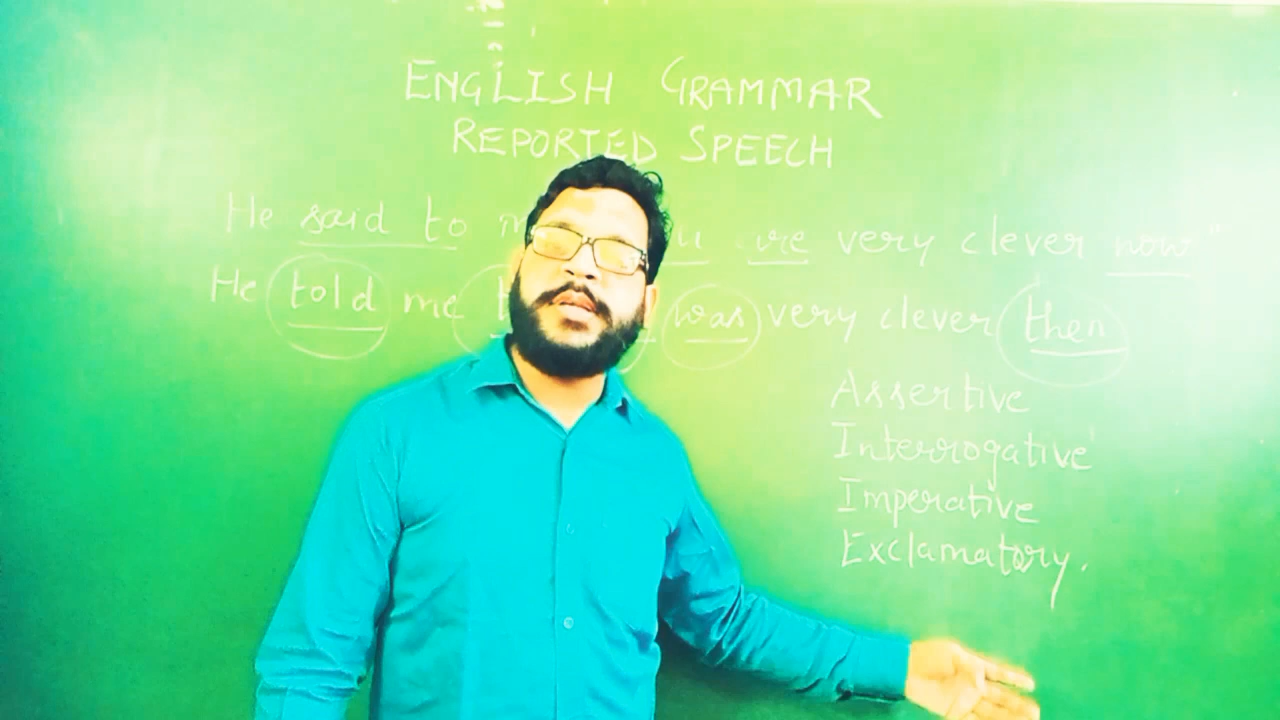 ENGLISH GRAMMAR
REPORTED SPEECH
He said to are very clever now"
He told me was very clever then
Assertive
Interrogative
Imperative
Exclamatory.